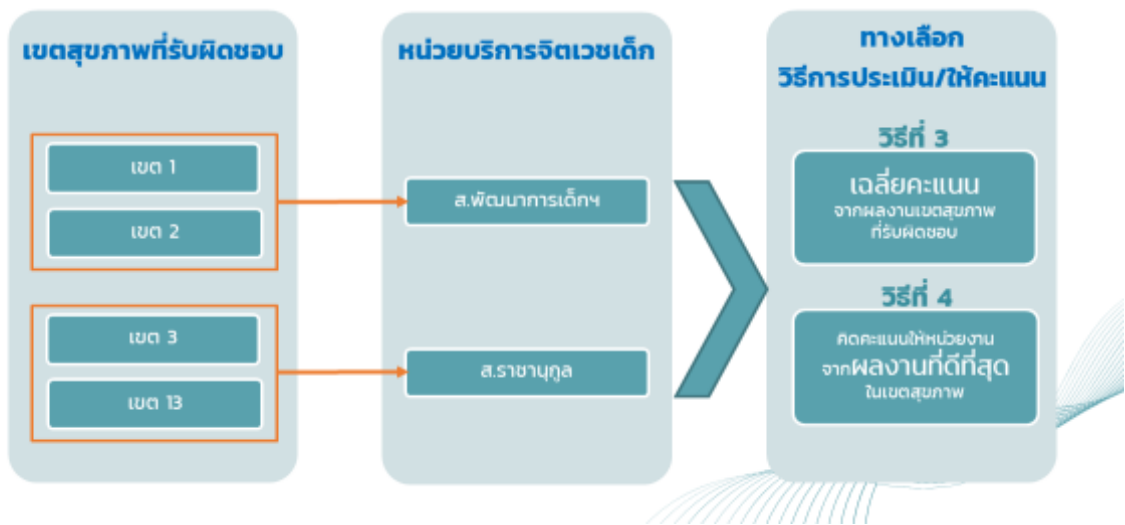 เขตสุขภาพที่รับผิดชอบ
เขต 1
เขต 2
เขต 3
เขต 13
หน่วยบริการจิตเวชเด็ก
ส.พัฒนาการเด็กฯ
ส.ราชานุกูล
ทางเลือก
วิธีการประเมิน/ให้คะแนน
วิธีที่ 3
เฉลี่ยคะแนน
จากผลงานเขตสุขภาพ
ที่รับผิดชอบ
วิธีที่ 4
คิดคะแนนให้หน่วยงาน
จากผลงานที่ดีที่สุด
ในเขตสุขภาพ